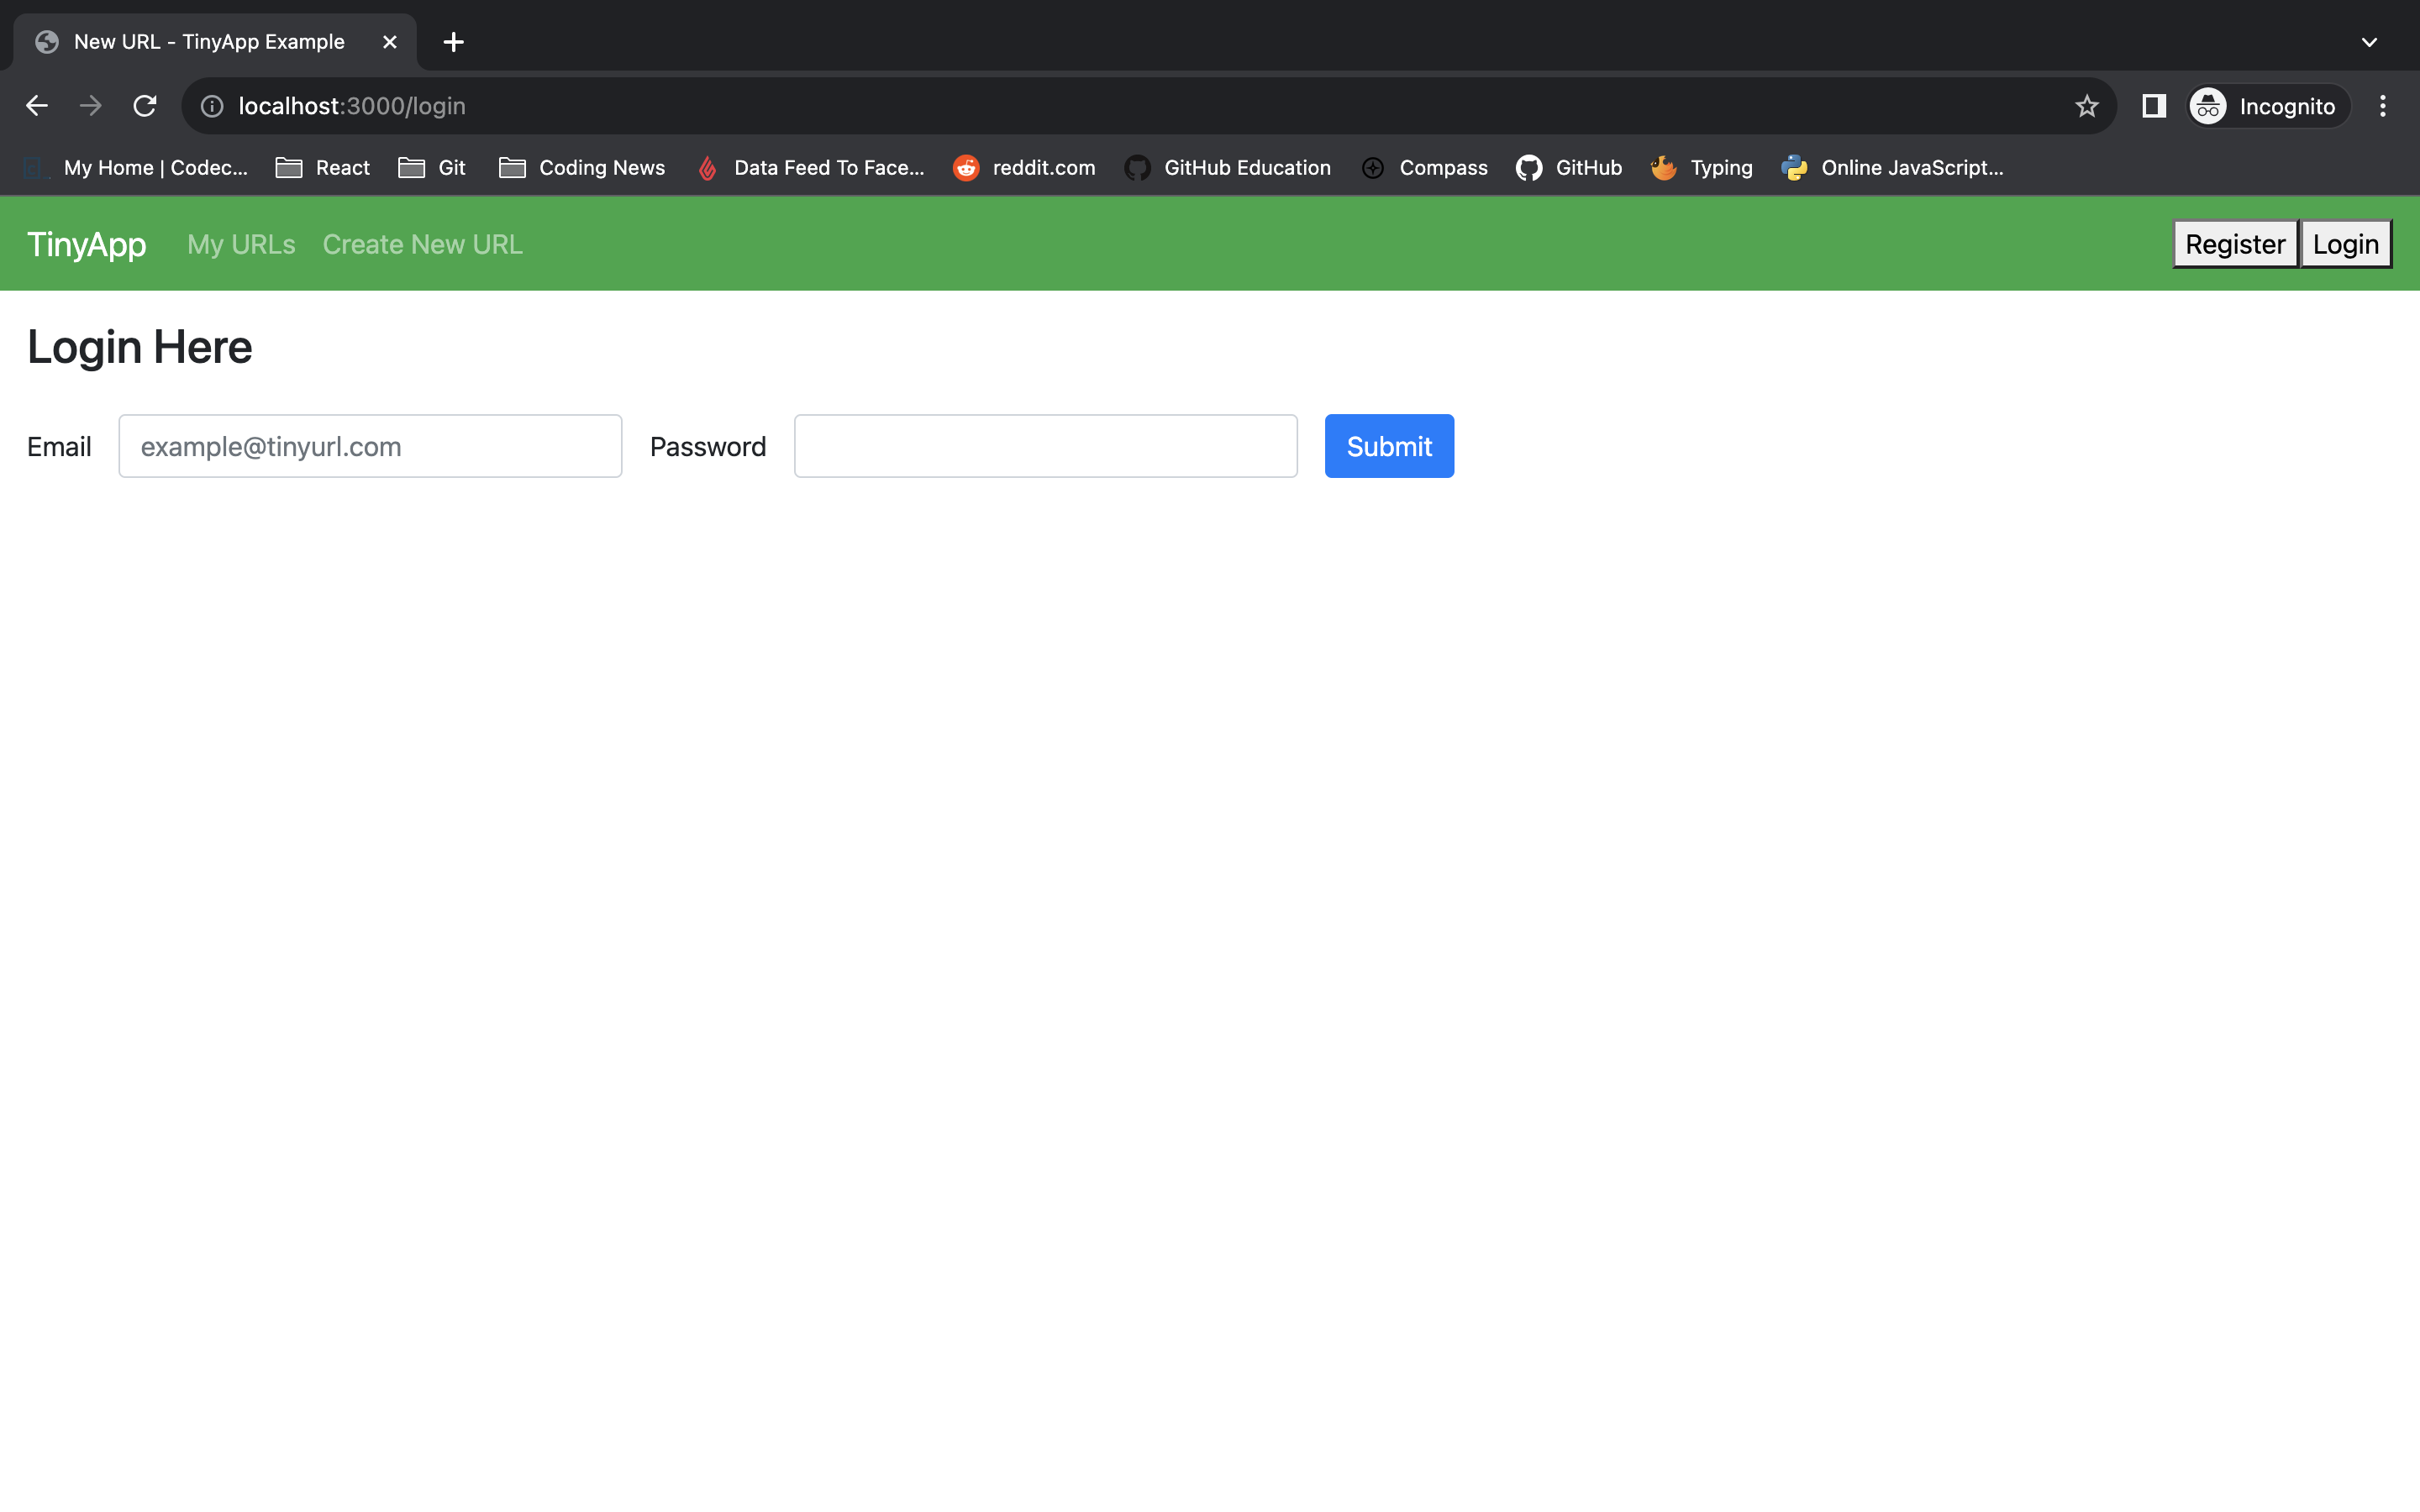 New URL - TinyApp Example
localhost:3000/login
Incognito
My Home | Codec... React Git Coding News Data Feed To Face... reddit.com GitHub Education Compass GitHub Typing Online JavaScript...
TinyApp My URLs Create New URL Register Login
Login Here
Email example@tinyurl.com Password Submit